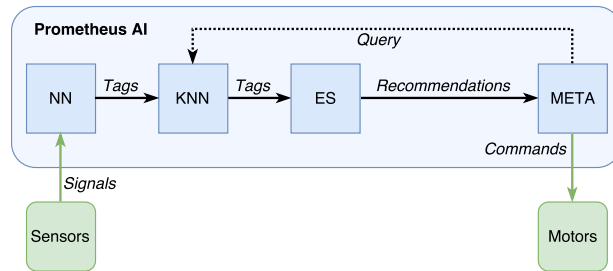 Prometheus AI
Query
NN
Tags
KNN
Tags
ES
Recommendations
META
Signals
Commands
Sensors
Motors